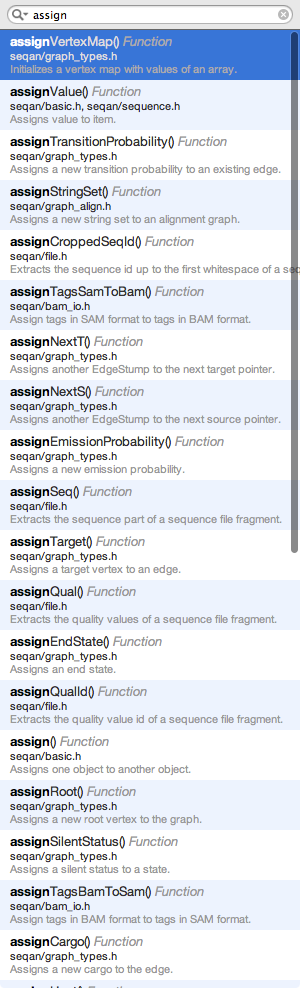 assign
assignVertexMap() Function
seqan/graph_types.h
Initializes a vertex map with values of an array.
assignValue() Function
seqan/basic.h, seqan/sequence.h
Assigns value to item.
assignTransitionProbability() Function
seqan/graph_types.h
Assigns a new transition probability to an existing edge.
assignStringSet() Function
seqan/graph_align.h
Assigns a new string set to an alignment graph.
assignCroppedSeqId() Function
seqan/file.h
Extracts the sequence id up to the first whitespace of a seq
assignTagsSamToBam() Function
seqan/bam_io.h
Assign tags in SAM format to tags in BAM format.
assignNextT() Function
seqan/graph_types.h
Assigns another EdgeStump to the next target pointer.
assignNextS() Function
seqan/graph_types.h
Assigns another EdgeStump to the next source pointer.
assignEmissionProbability() Function
seqan/graph_types.h
Assigns a new emission probability.
assignSeq() Function
seqan/file.h
Extracts the sequence part of a sequence file fragment.
assignTarget() Function
seqan/graph_types.h
Assigns a target vertex to an edge.
assignQual() Function
seqan/file.h
Extracts the quality values of a sequence file fragment.
assignEndState() Function
seqan/graph_types.h
Assigns an end state.
assignQualId() Function
seqan/file.h
Extracts the quality value id of a sequence file fragment.
assign() Function
seqan/basic.h
Assigns one object to another object.
assignRoot() Function
seqan/graph_types.h
Assigns a new root vertex to the graph.
assignSilentStatus() Function
seqan/graph_types.h
Assigns a silent status to a state.
assignTagsBamToSam() Function
seqan/bam_io.h
Assign tags in BAM format to tags in SAM format.
assignCargo() Function
seqan/graph_types.h
Assigns a new cargo to the edge.